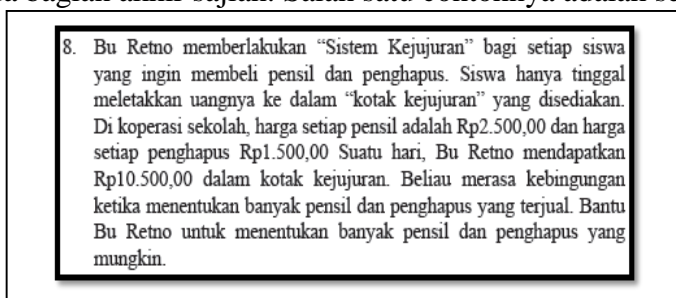 8. Bu Retno memberlakukan “Sistem Kejujuran” bagi setiap siswa
yang ingin membeli pensil dan penghapus. Siswa hanya tinggal
meletakkan uangnya ke dalam “kotak kejujuran” yang disediakan.
Di koperasi sekolah, harga setiap pensil adalah Rp2.500,00 dan harga
setiap penghapus Rp1.500,00 Suatu hari, Bu Retno mendapatkan
Rp10.500,00 dalam kotak kejujuran. Beliau merasa kebingungan
ketika menentukan banyak pensil dan penghapus yang terjual. Bantu
Bu Retno untuk menentukan banyak pensil dan penghapus yang
mungkin.